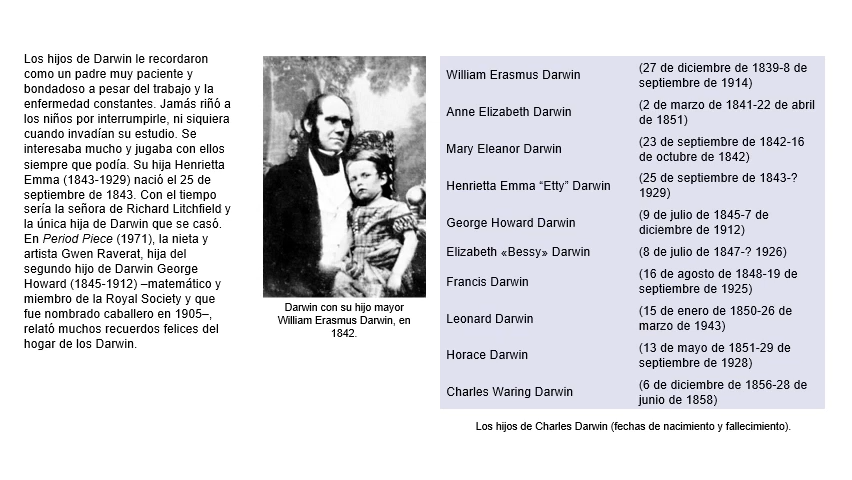 Los hijos de Darwin le recordaron
como un padre muy paciente y
bondadoso a pesar del trabajo y la
enfermedad constantes. Jamás riñó a
los niños por interrumpirle, ni siquiera
cuando invadían su estudio. Se
interesaba mucho y jugaba con ellos
siempre que podía. Su hija Henrietta
Emma (1843-1929) nació el 25 de
septiembre de 1843. Con el tiempo
sería la señora de Richard Litchfield y
la única hija de Darwin que se casó.
En Period Piece (1971), la nieta y
artista Gwen Raverat, hija del
segundo hijo de Darwin George
Howard (1845-1912) –matemático y
miembro de la Royal Society y que
fue nombrado caballero en 1905–,
relató muchos recuerdos felices del
hogar de los Darwin.
Darwin con su hijo mayor
William Erasmus Darwin, en
1842.
William Erasmus Darwin
(27 de diciembre de 1839-8 de
septiembre de 1914)
Anne Elizabeth Darwin
(2 de marzo de 1841-22 de abril
de 1851)
Mary Eleanor Darwin
(23 de septiembre de 1842-16
de octubre de 1842)
Henrietta Emma “Etty” Darwin
(25 de septiembre de 1843-?
1929)
George Howard Darwin
(9 de julio de 1845-7 de
diciembre de 1912)
Elizabeth «Bessy» Darwin
(8 de julio de 1847-? 1926)
Francis Darwin
(16 de agosto de 1848-19 de
septiembre de 1925)
Leonard Darwin
(15 de enero de 1850-26 de
marzo de 1943)
Horace Darwin
(13 de mayo de 1851-29 de
septiembre de 1928)
Charles Waring Darwin
(6 de diciembre de 1856-28 de
junio de 1858)
Los hijos de Charles Darwin (fechas de nacimiento y fallecimiento).